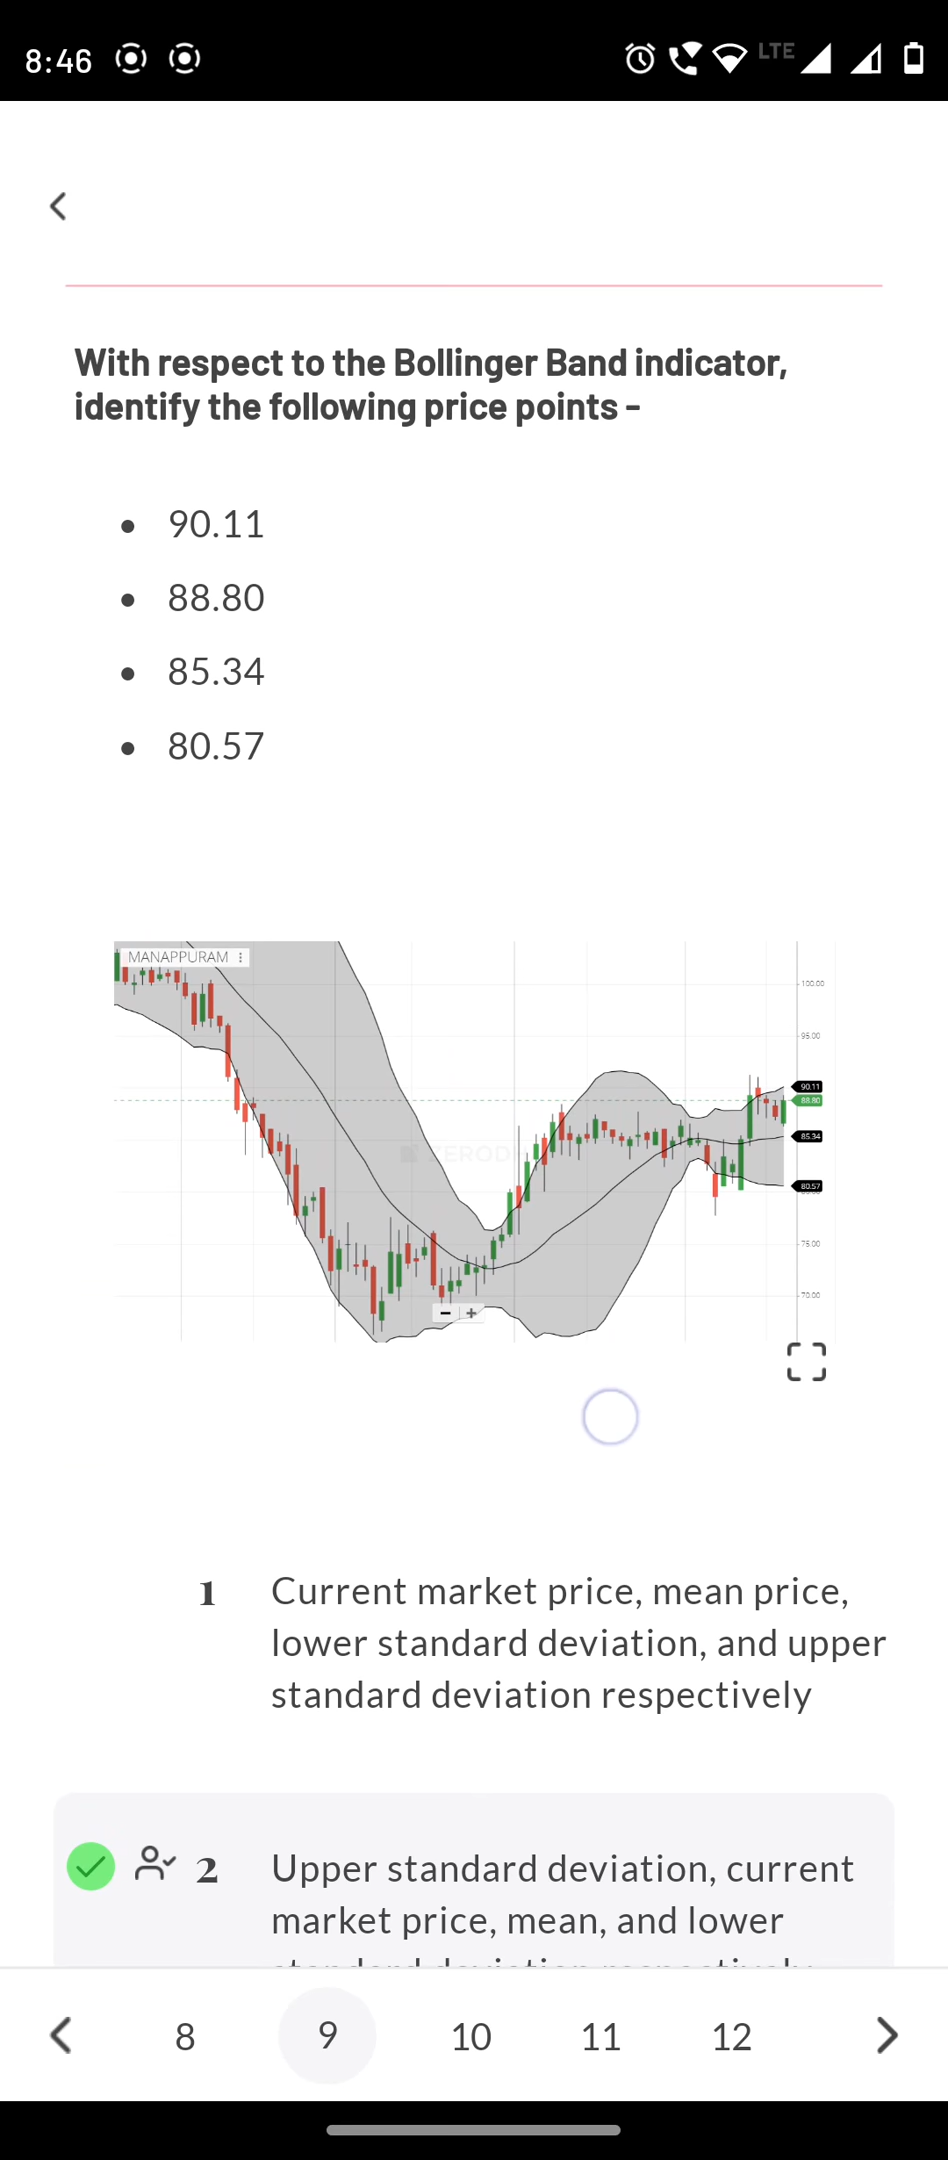 8:46 LTE
With respect to the Bollinger Band indicator,
identify the following price points -
• 90.11
• 88.80
• 85.34
• 80.57
MANAPPURAM
100.00
95.00
90.11
88.80
85.34
80.57
75.00
70.00
ZEROD
- +
1 Current market price, mean price,
lower standard deviation, and upper
standard deviation respectively
2 Upper standard deviation, current
market price, mean, and lower
8 9 10 11 12